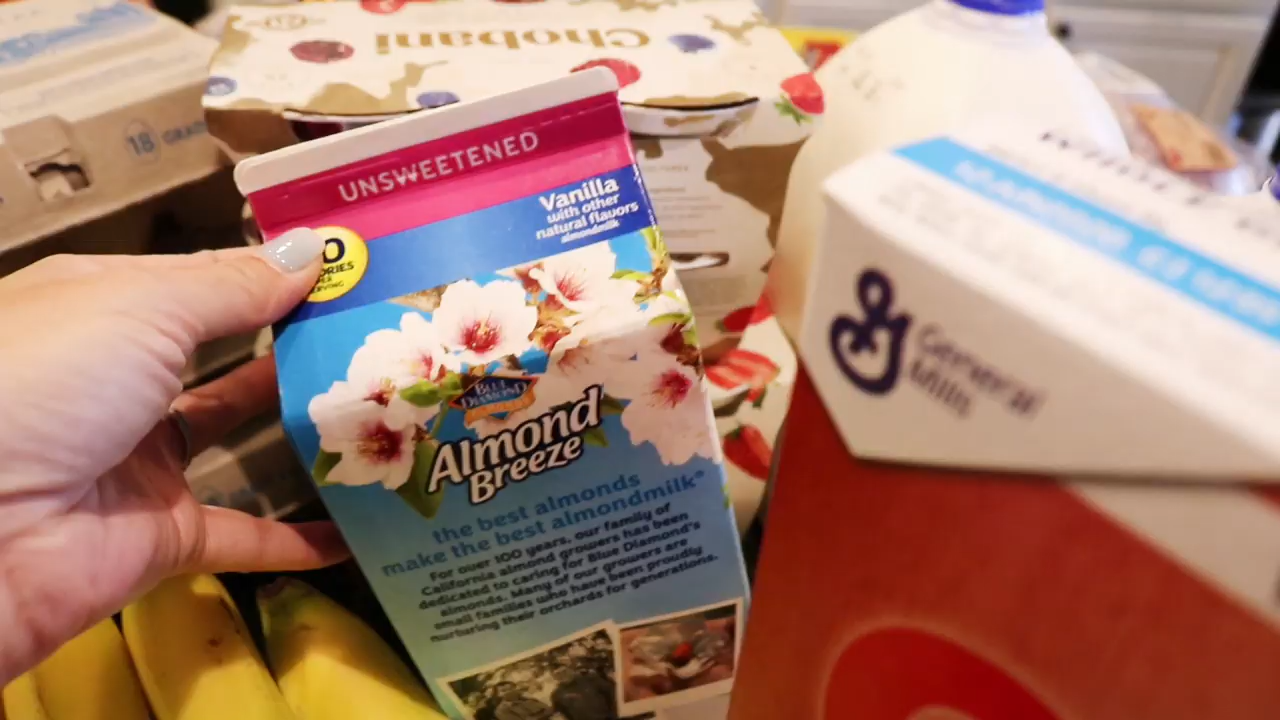 Chobani
18
UNSWEETENED
Vanilla
with other
natural flavors
almondmilk
BLUE
DIAMOND
Almond
Breeze
the best almonds
make the best almondmilk®
For over 100 years, our family of
California almond growers has been
dedicated to caring for Blue Diamond's
almonds. Many of our growers are
small families who have been proudly
nurturing their orchards for generations.
General
Mills